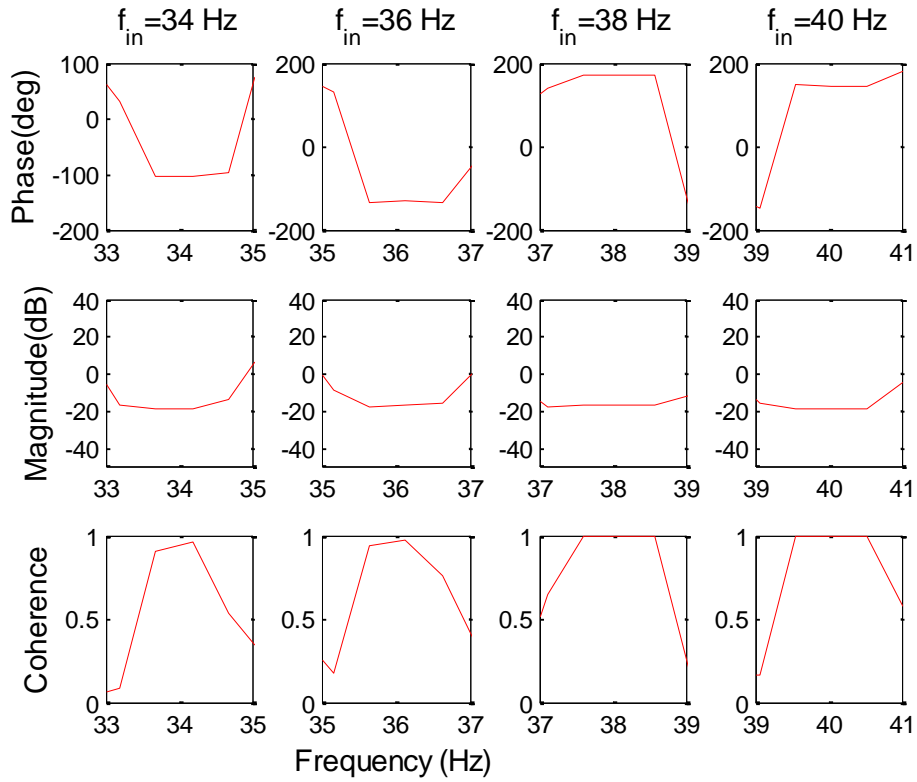 f_in=34 Hz f_in=36 Hz f_in=38 Hz f_in=40 Hz
Phase(deg)
100 0 -100 -200
33 34 35
200 0 -200
35 36 37
200 0 -200
37 38 39
200 0 -200
39 40 41
Magnitude(dB)
40 20 0 -20 -40
33 34 35
40 20 0 -20 -40
35 36 37
40 20 0 -20 -40
37 38 39
40 20 0 -20 -40
39 40 41
Coherence
1 0.5 0
33 34 35
1 0.5 0
35 36 37
1 0.5 0
37 38 39
1 0.5 0
39 40 41
Frequency (Hz)